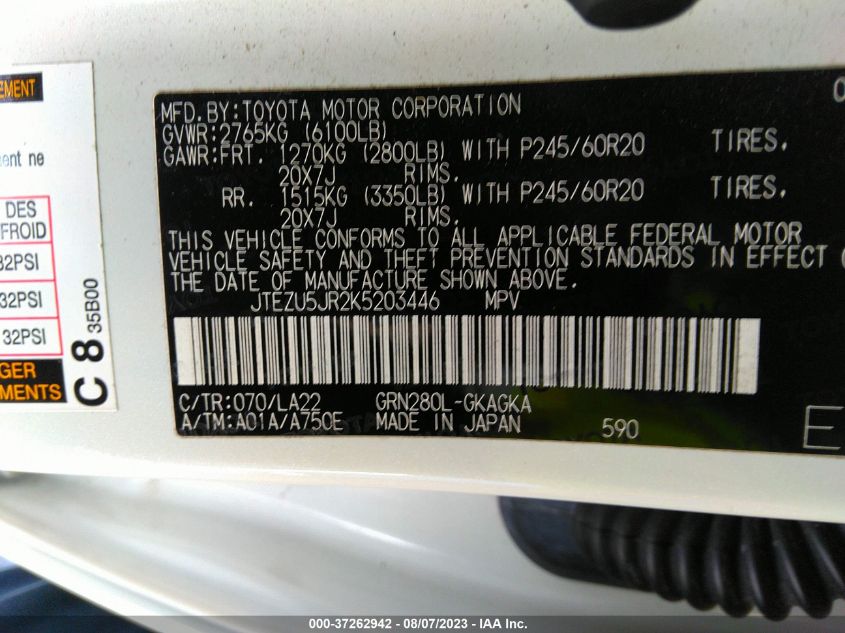 EMENT
ent ne
DES
FROID
32PSI
32PSI
32PSI
GER
MENTS
C 8 35B00
MFD.BY:TOYOTA MOTOR CORPORATION
GVWR:2765KG (6100LB)
GAWR:FRT. 1270KG (2800LB) WITH P245/60R20 TIRES.
20X7J RIMS.
RR. 1515KG (3350LB) WITH P245/60R20 TIRES.
20X7J RIMS.
THIS VEHICLE CONFORMS TO ALL APPLICABLE FEDERAL MOTOR
VEHICLE SAFETY AND THEFT PREVENTION STANDARDS IN EFFECT
THE DATE OF MANUFACTURE SHOWN ABOVE.
JTEZU5JR2K5203446 MPV
C/TR:070/LA22 GRN280L-GKAGKA
A/TM:A01A/A750E MADE IN JAPAN 590
E
000-37262942 - 08/07/2023 - IAA Inc.